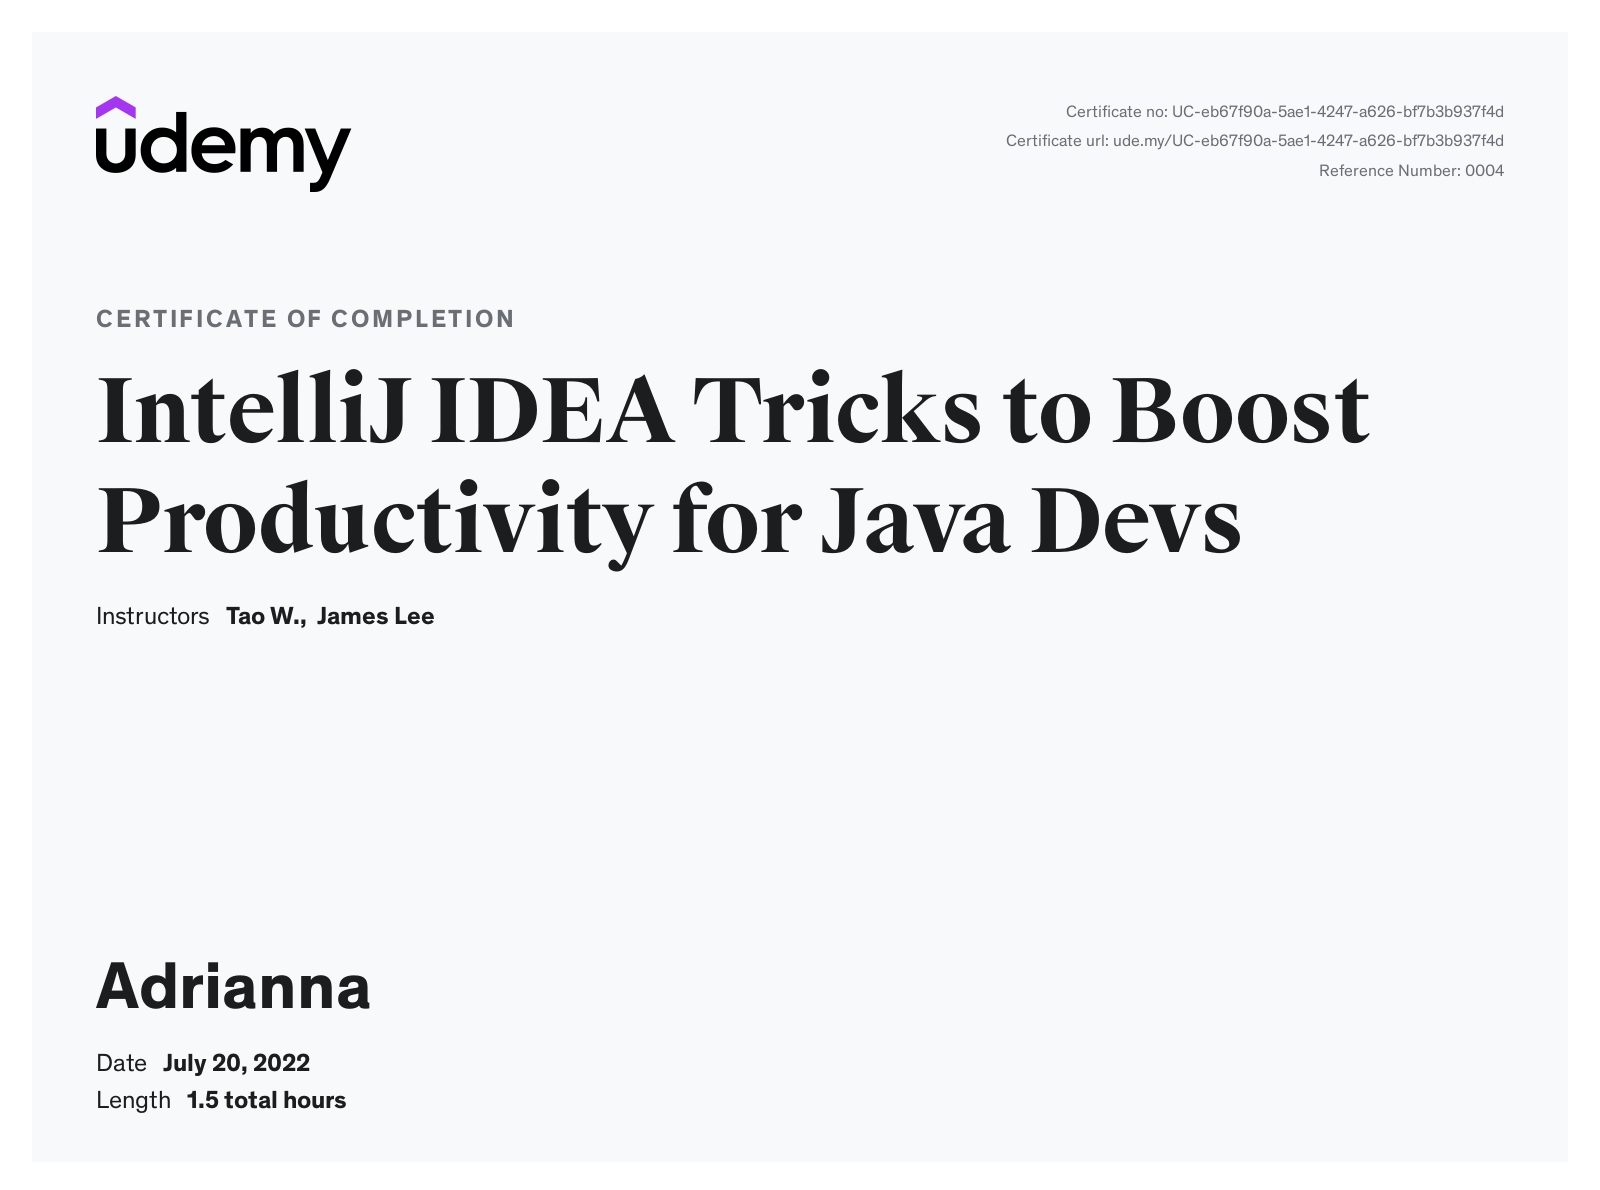 udemy
Certificate no: UC-eb67f90a-5ae1-4247-a626-bf7b3b937f4d
Certificate url: ude.my/UC-eb67f90a-5ae1-4247-a626-bf7b3b937f4d
Reference Number: 0004
CERTIFICATE OF COMPLETION
IntelliJ IDEA Tricks to Boost
Productivity for Java Devs
Instructors Tao W., James Lee
Adrianna
Date July 20, 2022
Length 1.5 total hours